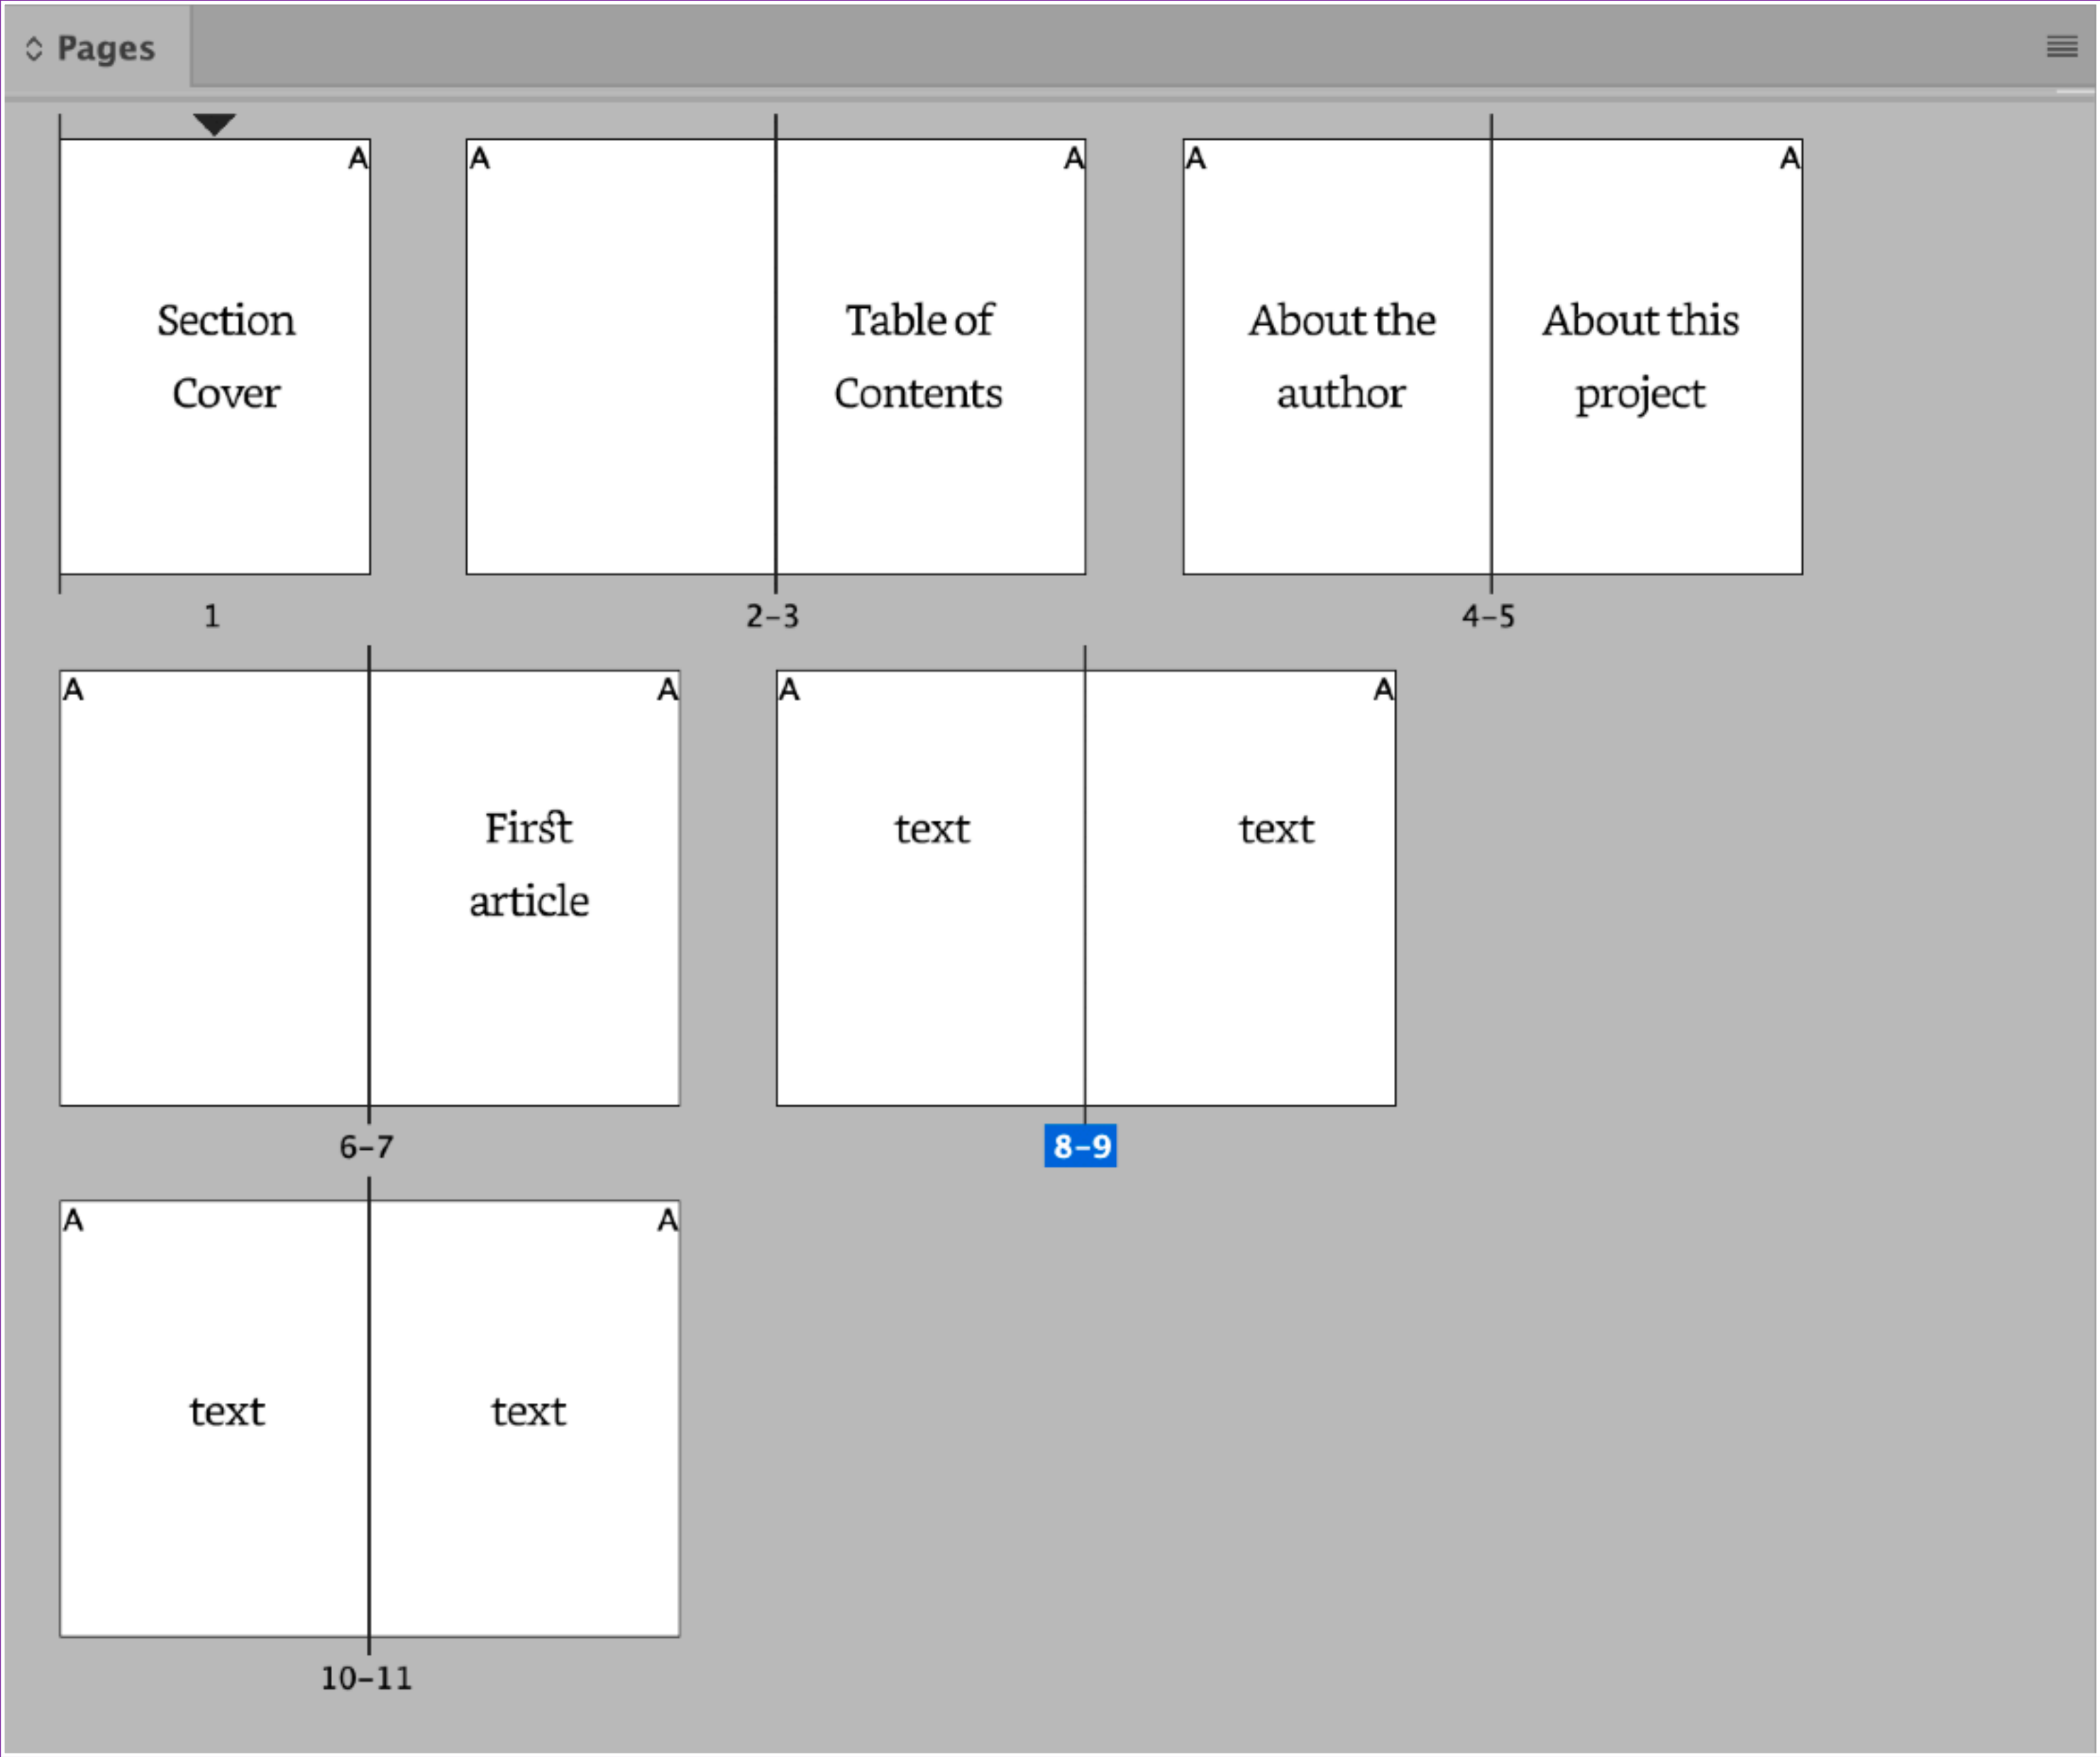 Pages
A
Section
Cover
1
A
A
Table of
Contents
2–3
A
A
About the
author
About this
project
4–5
A
A
First
article
6–7
A
A
text
text
8–9
A
A
text
text
10–11